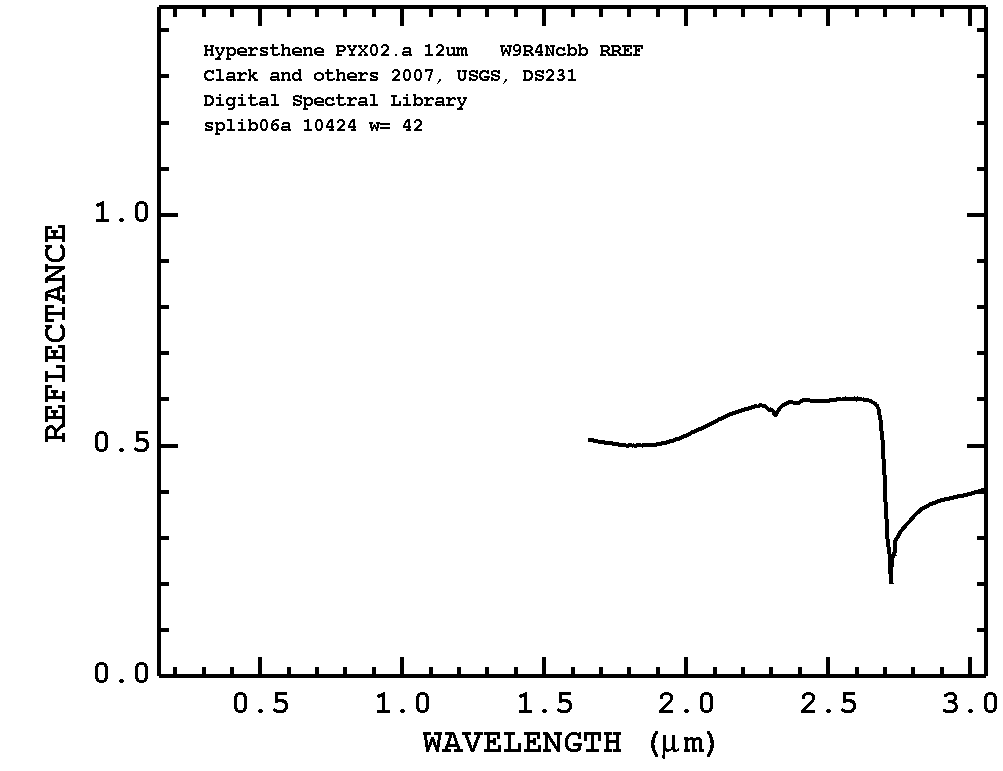 Hypersthene PYX02.a 12um W9R4Ncbb RREF
Clark and others 2007, USGS, DS231
Digital Spectral Library
splib06a 10424 w= 42
REFLECTANCE
1.0
0.5
0.0
0.5 1.0 1.5 2.0 2.5 3.0
WAVELENGTH (μm)